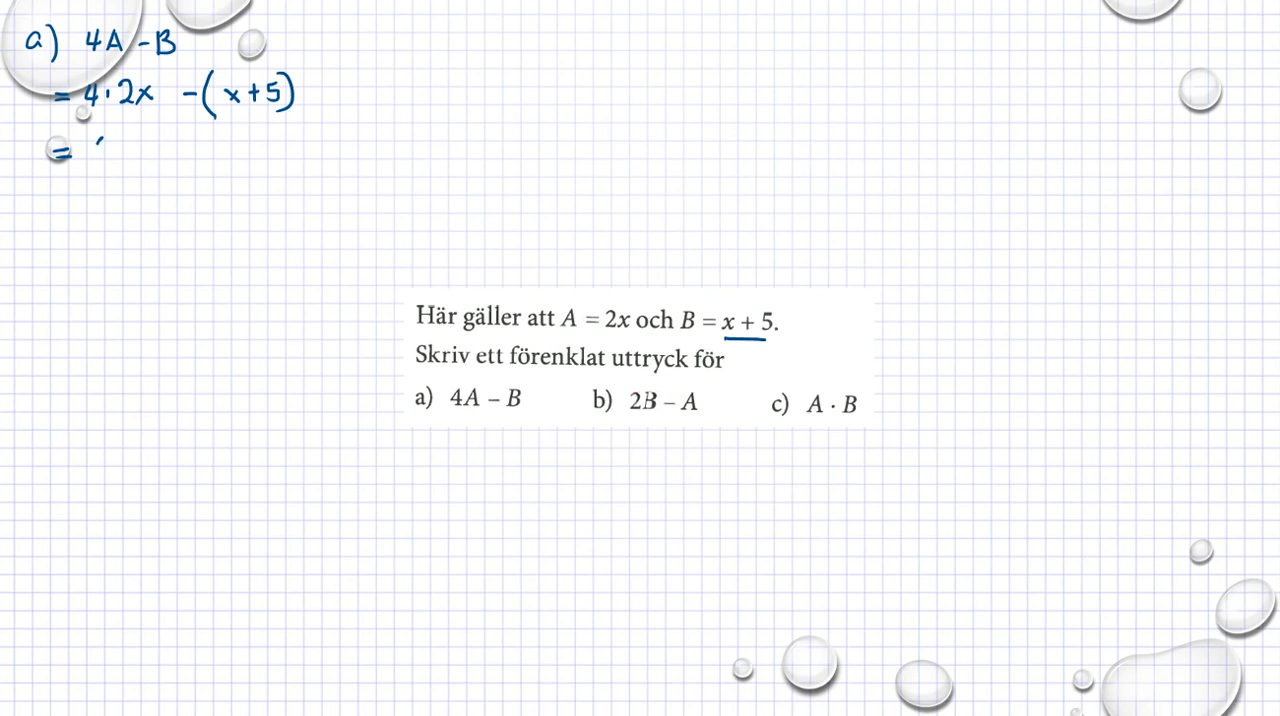 a) 4A - B
= 4 · 2x - (x + 5)
=
Här gäller att A = 2x och B = x + 5.
Skriv ett förenklat uttryck för
a) 4A – B b) 2B – A c) A · B